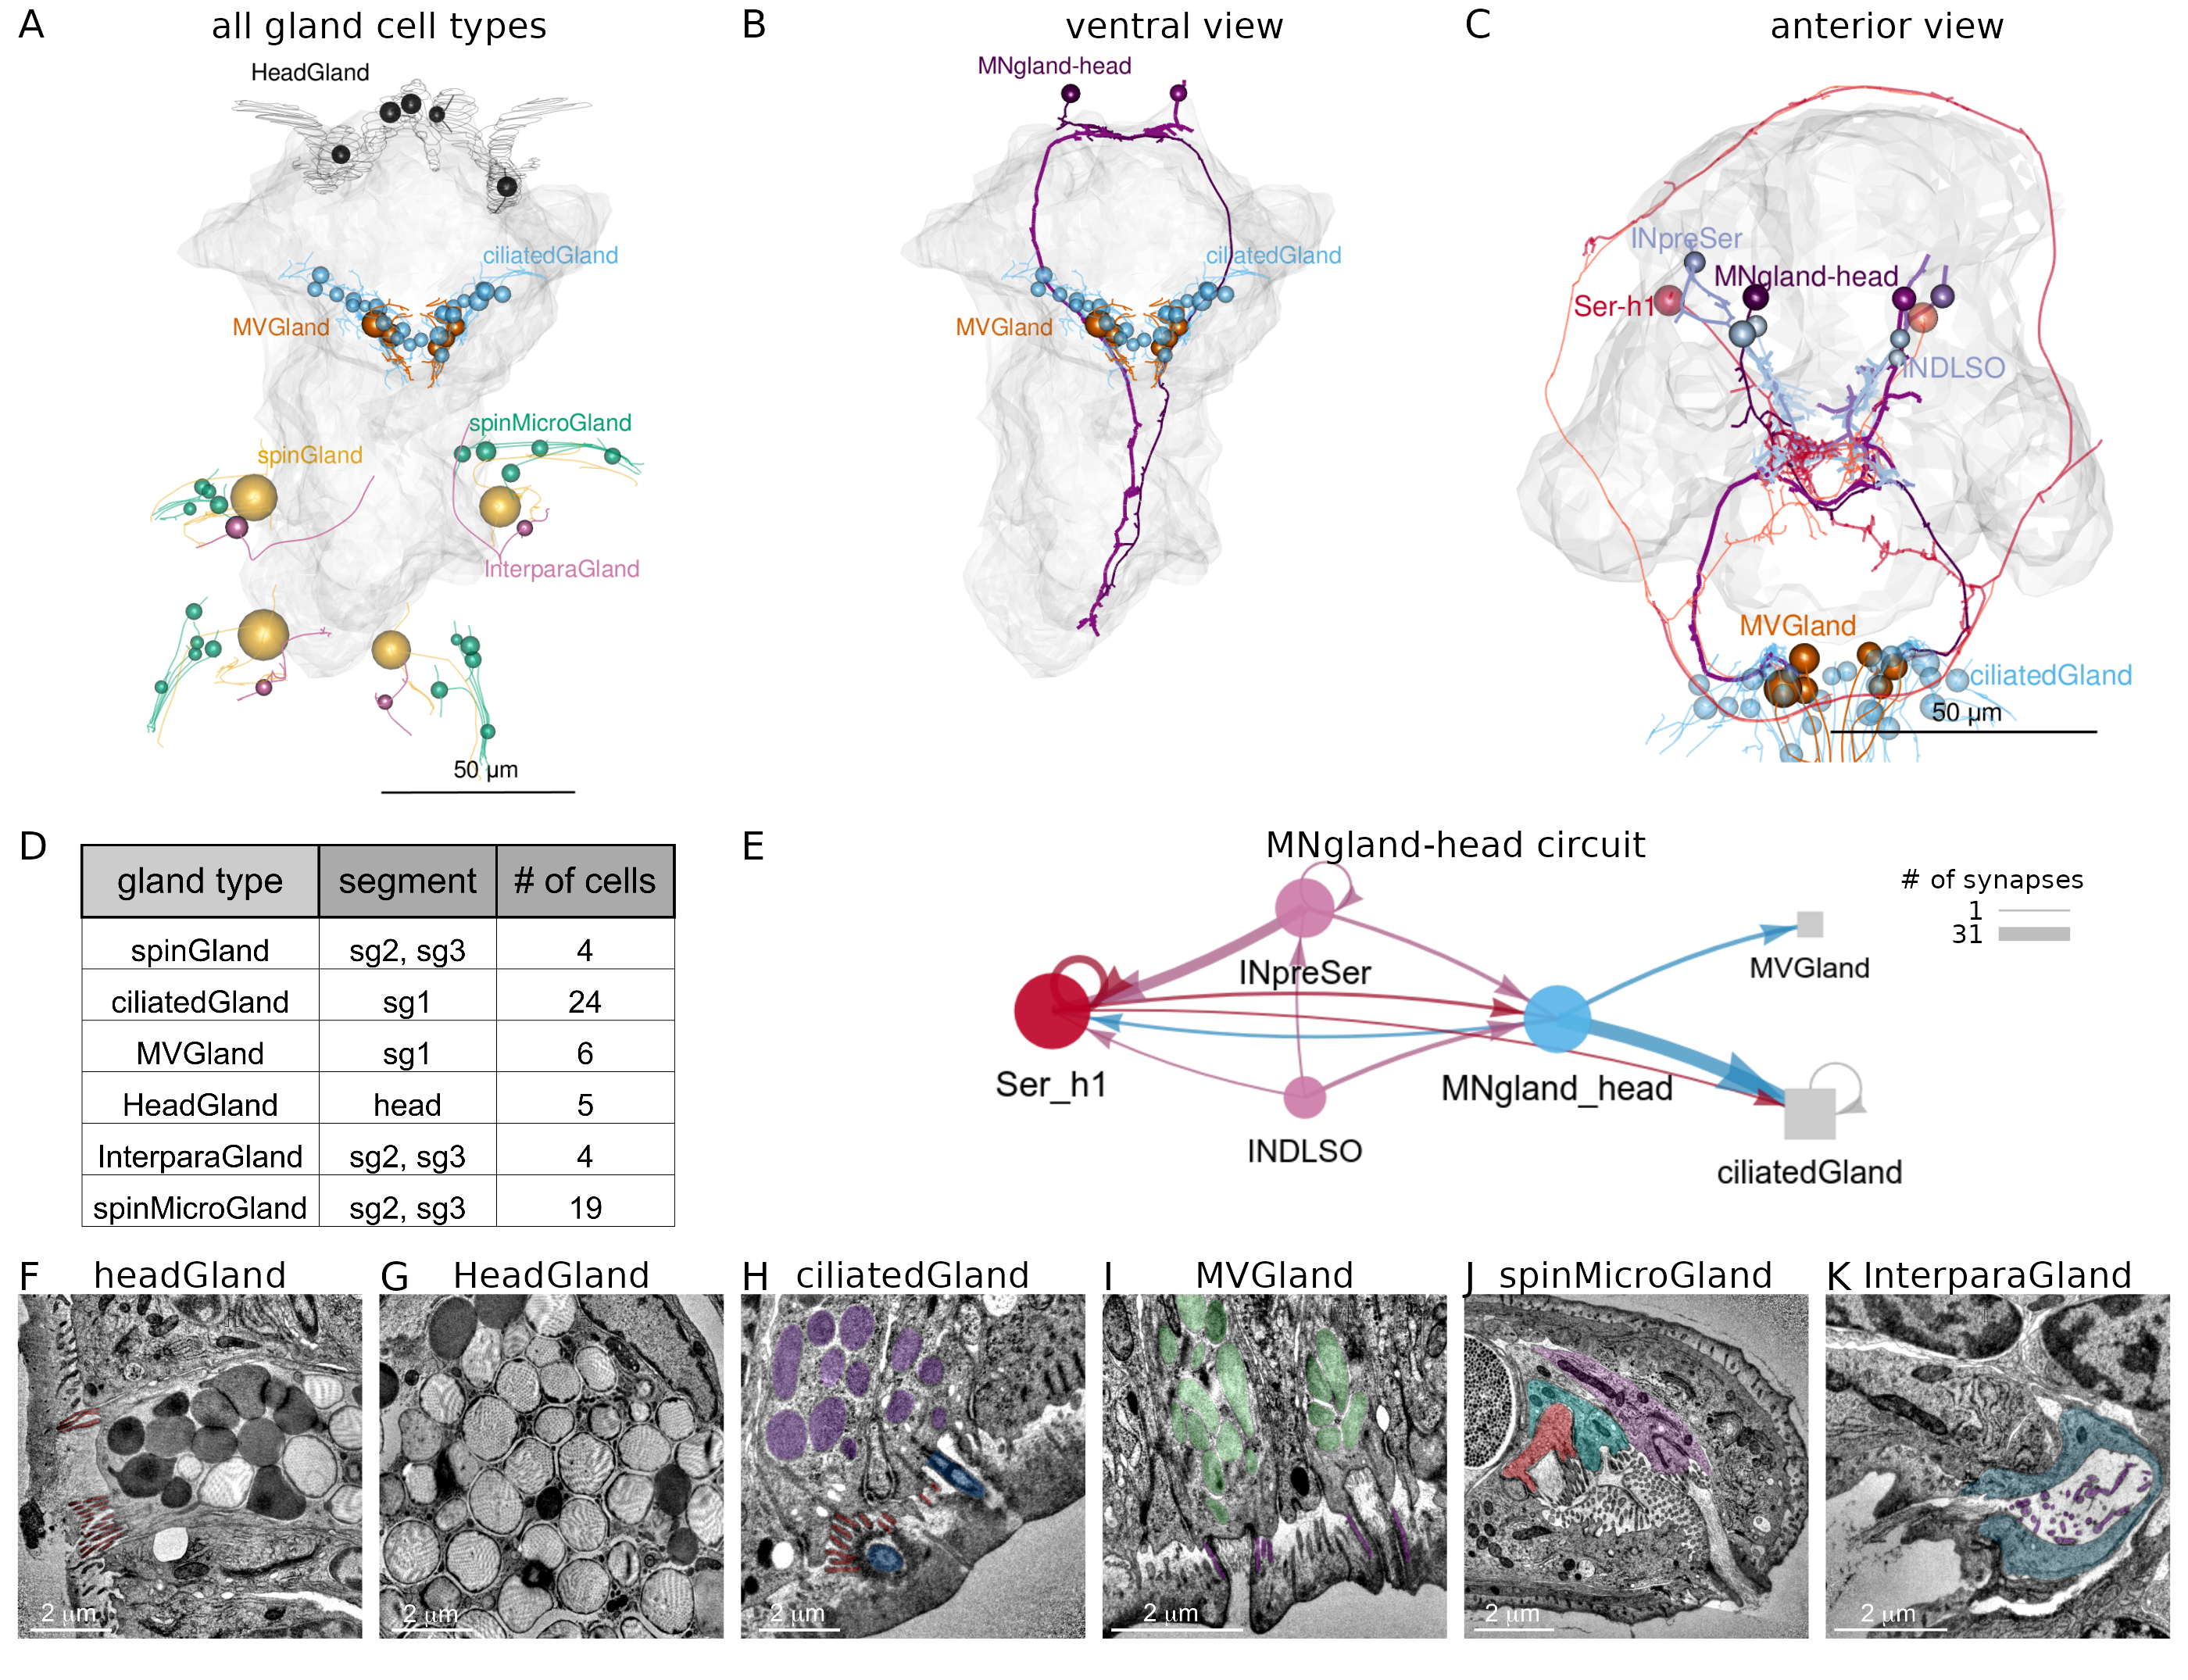 A all gland cell types
HeadGland
ciliatedGland
MVGland
spinMicroGland
spinGland
InterparaGland
50 µm
B ventral view
MNgland-head
ciliatedGland
MVGland
C anterior view
INpreSer
MNgland-head
Ser-h1
INDLSO
MVGland
ciliatedGland
50 µm
D
gland type segment # of cells
spinGland sg2, sg3 4
ciliatedGland sg1 24
MVGland sg1 6
HeadGland head 5
InterparaGland sg2, sg3 4
spinMicroGland sg2, sg3 19
E MNgland-head circuit
# of synapses
1
31
INpreSer
MVGland
Ser_h1
MNgland_head
INDLSO
ciliatedGland
F headGland
2 µm
G HeadGland
2 µm
H ciliatedGland
2 µm
I MVGland
2 µm
J spinMicroGland
2 µm
K InterparaGland
2 µm